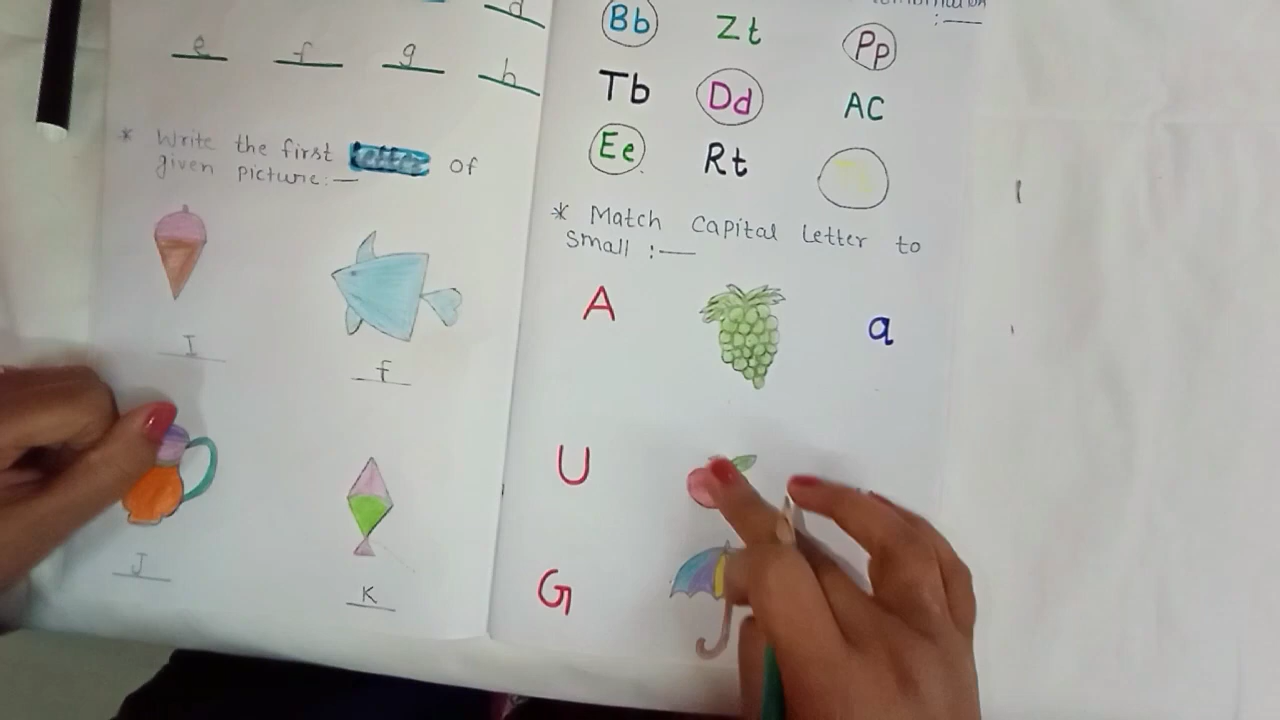 d
e f g h
* Write the first letter of
given picture:—
I
f
J
K
:—
Bb Zt Pp
Tb Dd AC
Ee Rt
* Match Capital Letter to
Small :—
A a
U
G